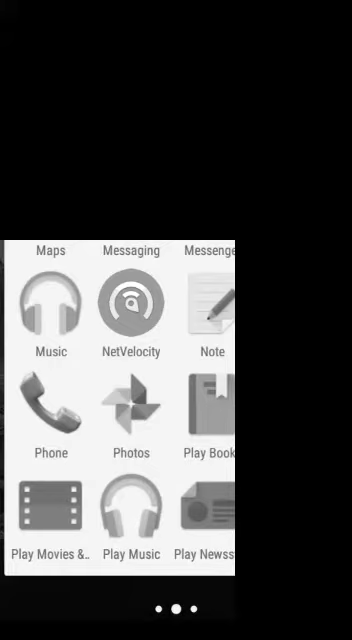 Maps Messaging Messenge
Music NetVelocity Note
Phone Photos Play Book
Play Movies &.. Play Music Play Newss